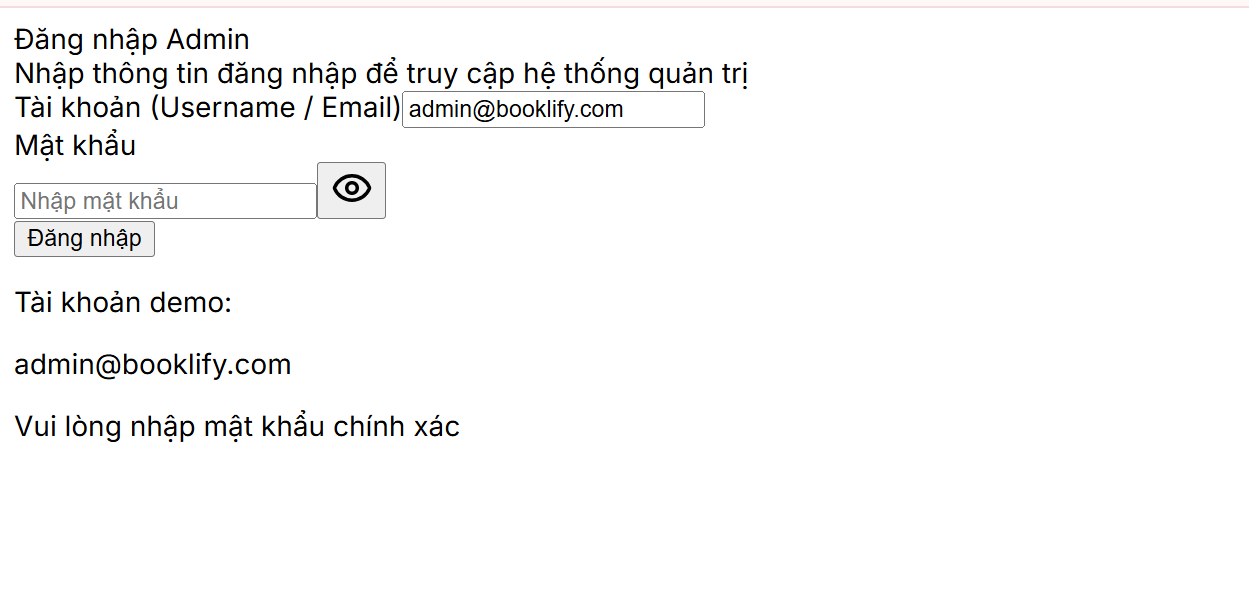 Đăng nhập Admin
Nhập thông tin đăng nhập để truy cập hệ thống quản trị
Tài khoản (Username / Email) admin@booklify.com
Mật khẩu
Nhập mật khẩu
Đăng nhập
Tài khoản demo:
admin@booklify.com
Vui lòng nhập mật khẩu chính xác